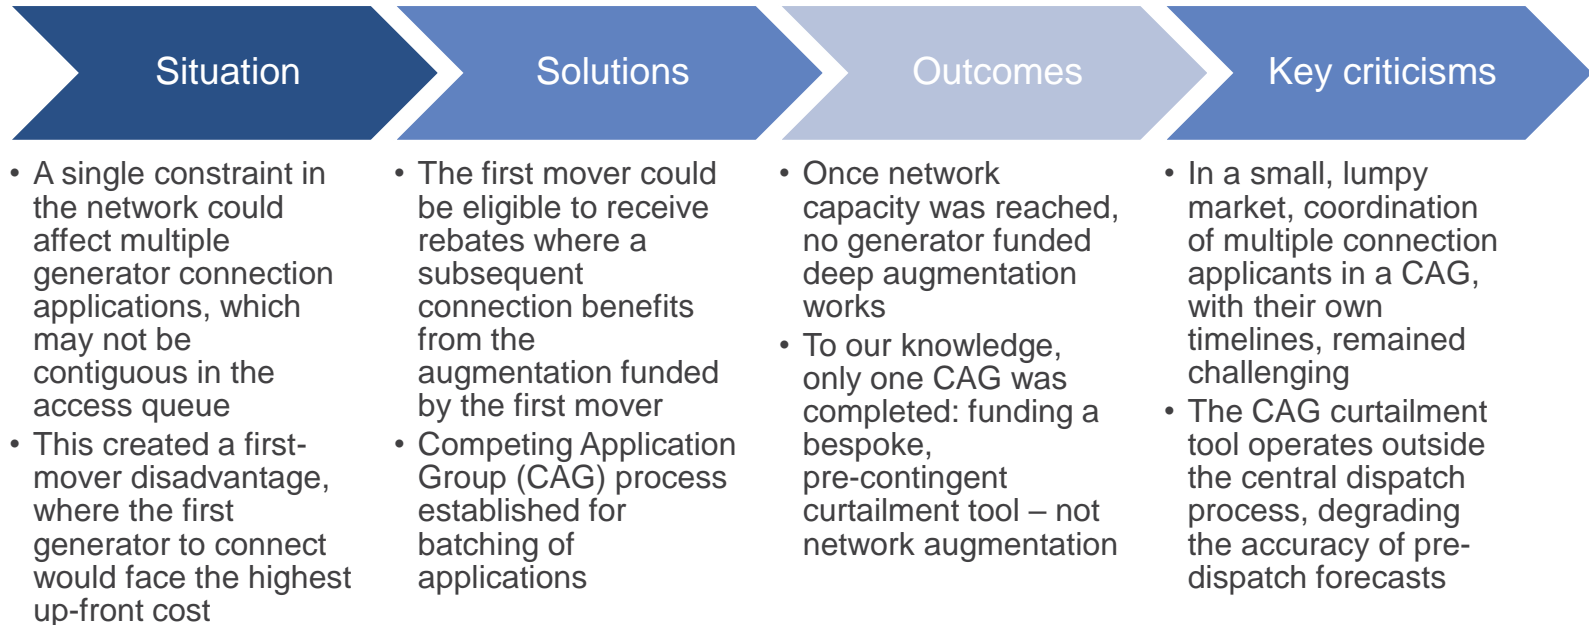 Situation
Solutions
Outcomes
Key criticisms
• A single constraint in
the network could
affect multiple
generator connection
applications, which
may not be
contiguous in the
access queue
• This created a first-
mover disadvantage,
where the first
generator to connect
would face the highest
up-front cost
• The first mover could
be eligible to receive
rebates where a
subsequent
connection benefits
from the
augmentation funded
by the first mover
• Competing Application
Group (CAG) process
established for
batching of
applications
• Once network
capacity was reached,
no generator funded
deep augmentation
works
• To our knowledge,
only one CAG was
completed: funding a
bespoke,
pre-contingent
curtailment tool – not
network augmentation
• In a small, lumpy
market, coordination
of multiple connection
applicants in a CAG,
with their own
timelines, remained
challenging
• The CAG curtailment
tool operates outside
the central dispatch
process, degrading
the accuracy of pre-
dispatch forecasts